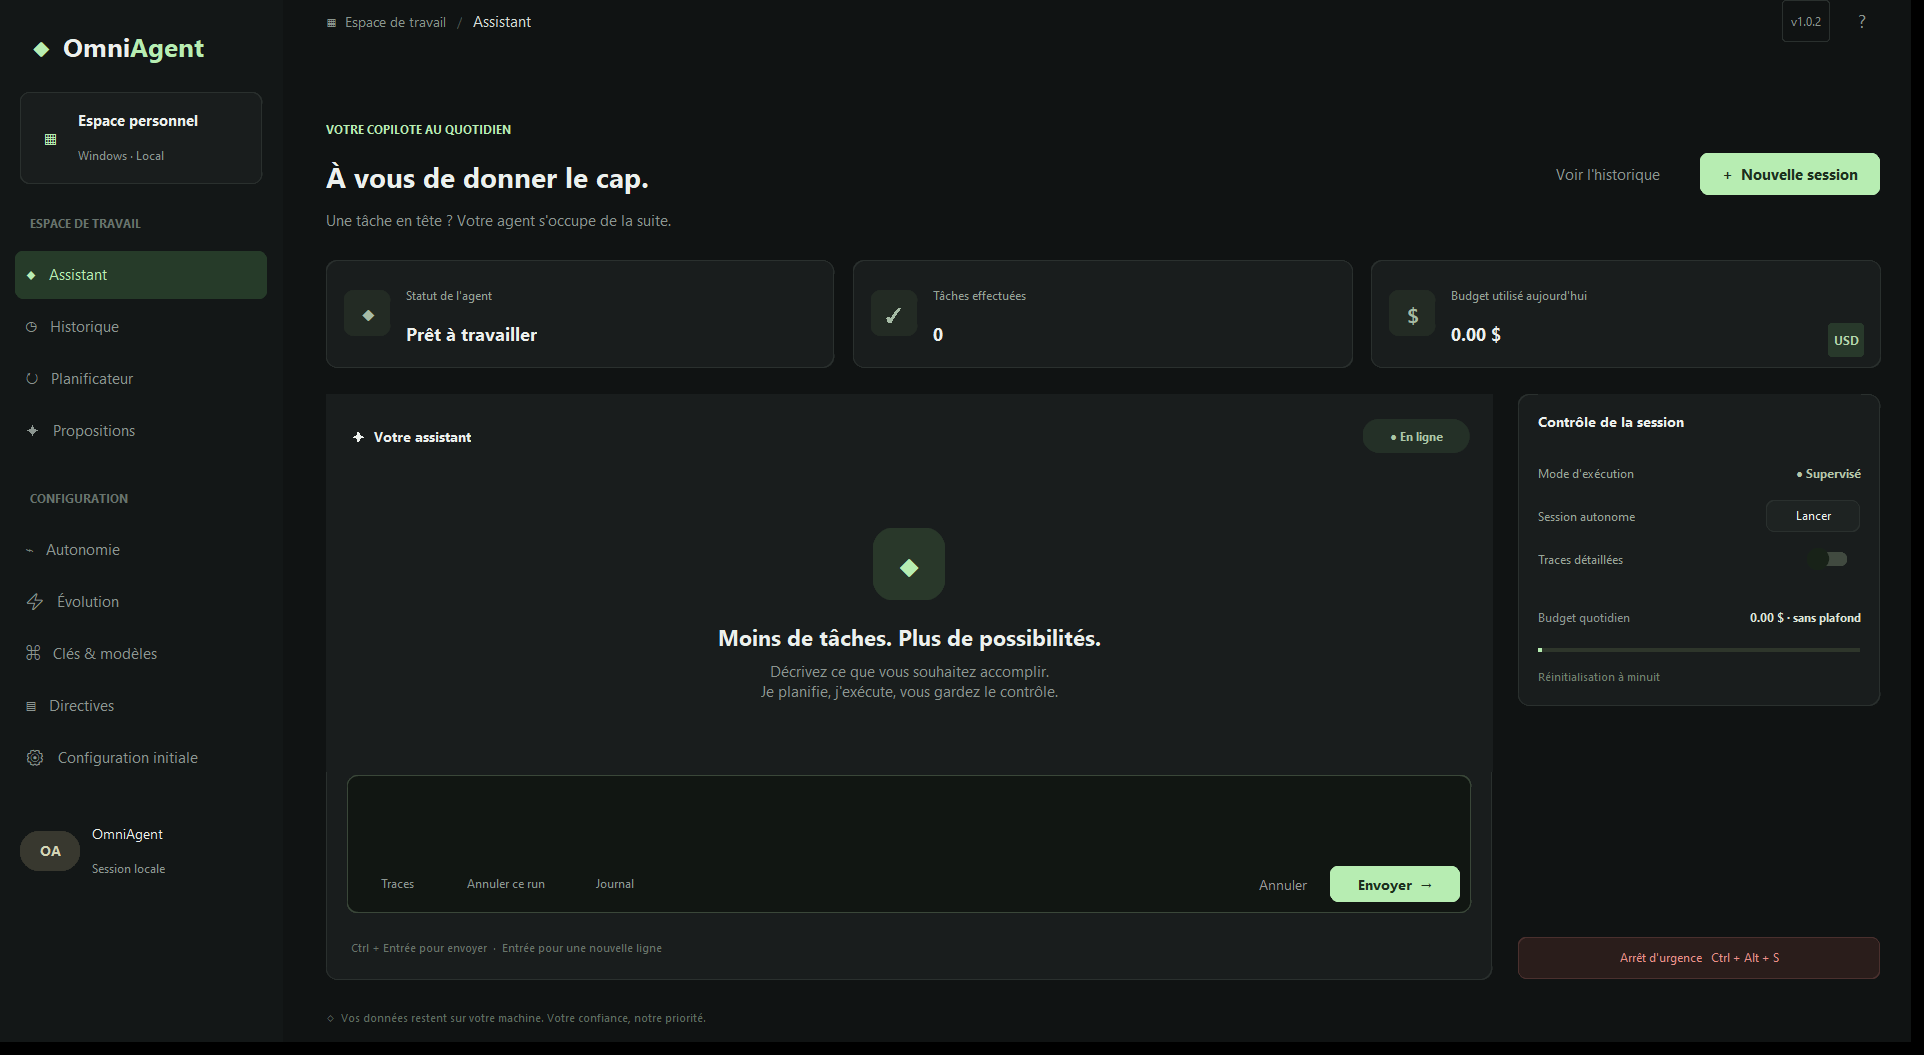 OmniAgent
Espace personnel
Windows · Local
ESPACE DE TRAVAIL
Assistant
Historique
Planificateur
Propositions
CONFIGURATION
Autonomie
Évolution
Clés & modèles
Directives
Configuration initiale
OA
OmniAgent
Session locale
Espace de travail / Assistant
v1.0.2
?
VOTRE COPILOTE AU QUOTIDIEN
À vous de donner le cap.
Une tâche en tête ? Votre agent s'occupe de la suite.
Voir l'historique
+ Nouvelle session
Statut de l'agent
Prêt à travailler
Tâches effectuées
0
$
Budget utilisé aujourd'hui
0.00 $
USD
Votre assistant
• En ligne
Moins de tâches. Plus de possibilités.
Décrivez ce que vous souhaitez accomplir.
Je planifie, j'exécute, vous gardez le contrôle.
Traces
Annuler ce run
Journal
Annuler
Envoyer →
Ctrl + Entrée pour envoyer · Entrée pour une nouvelle ligne
Contrôle de la session
Mode d'exécution
• Supervisé
Session autonome
Lancer
Traces détaillées
Budget quotidien
0.00 $ · sans plafond
Réinitialisation à minuit
Arrêt d'urgence Ctrl + Alt + S
Vos données restent sur votre machine. Votre confiance, notre priorité.